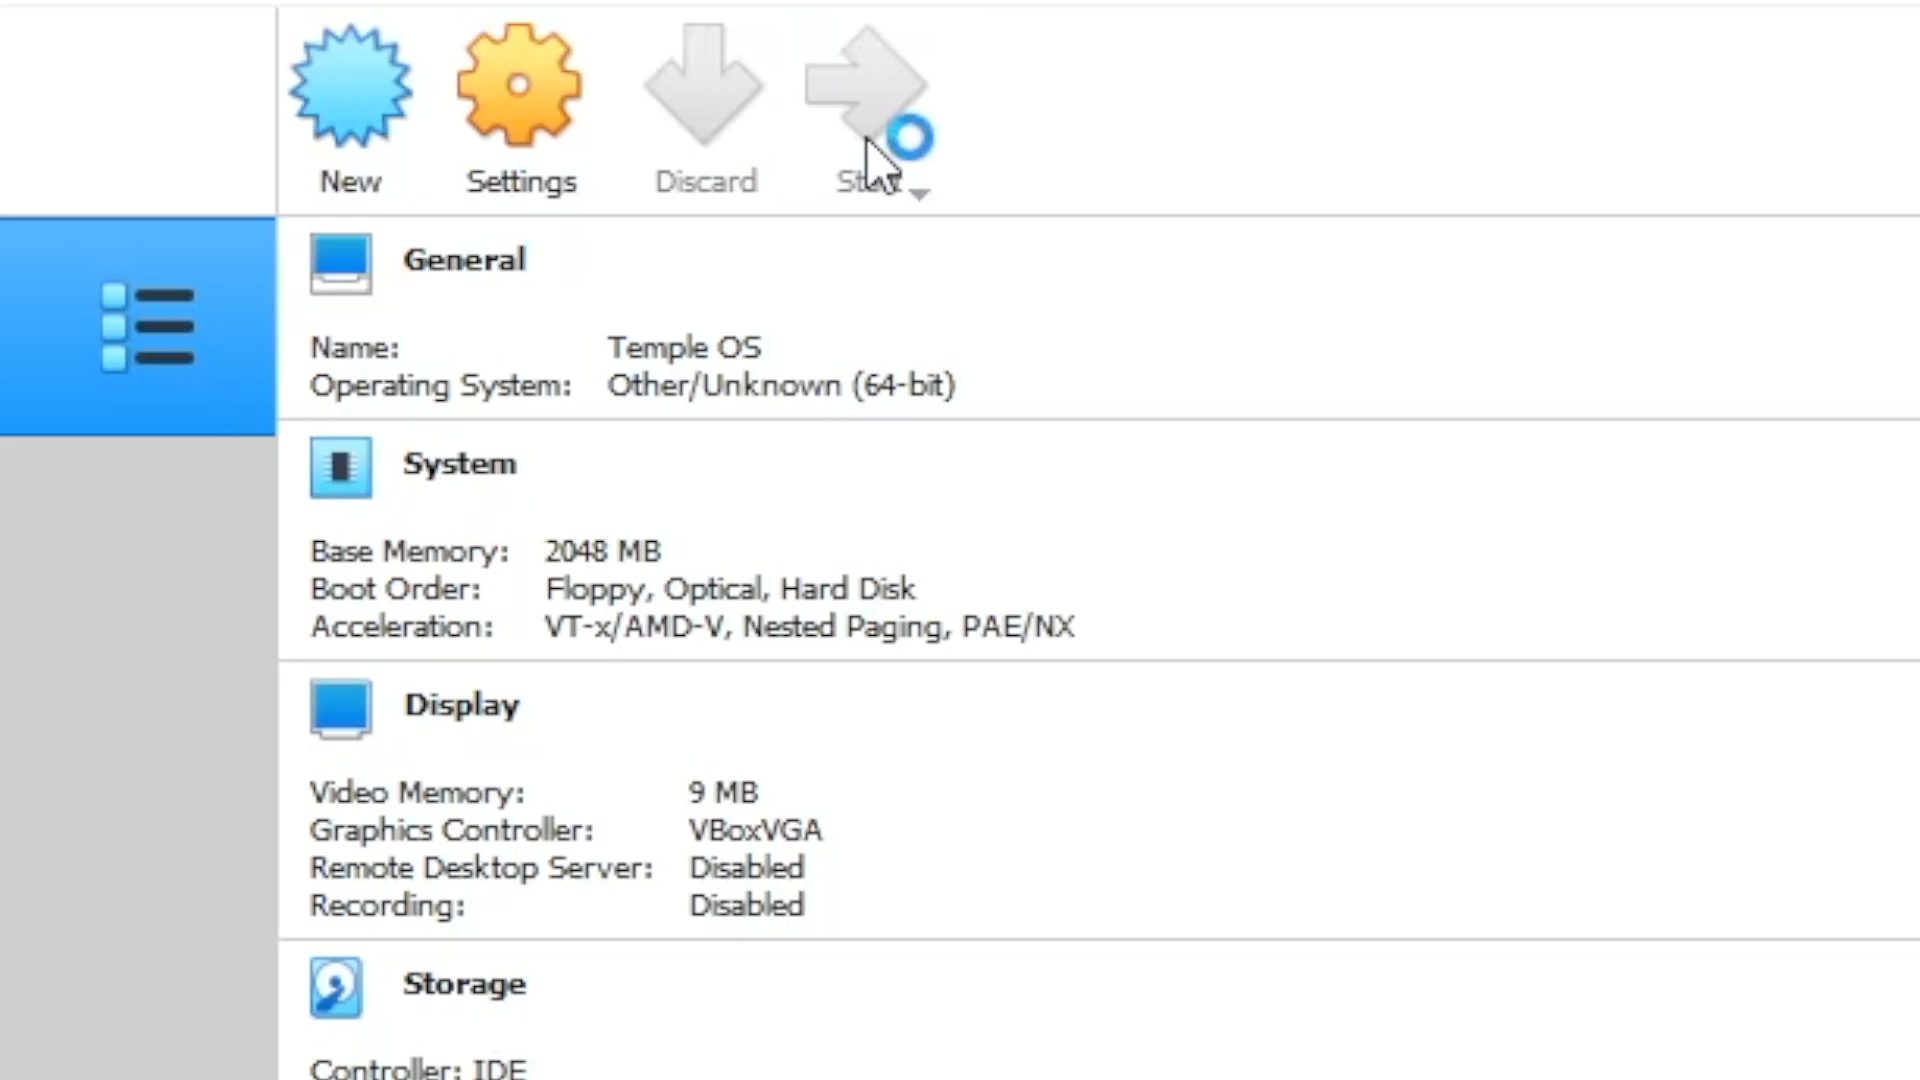 New Settings Discard
General
Name: Temple OS
Operating System: Other/Unknown (64-bit)
System
Base Memory: 2048 MB
Boot Order: Floppy, Optical, Hard Disk
Acceleration: VT-x/AMD-V, Nested Paging, PAE/NX
Display
Video Memory: 9 MB
Graphics Controller: VBoxVGA
Remote Desktop Server: Disabled
Recording: Disabled
Storage
Controller: IDE